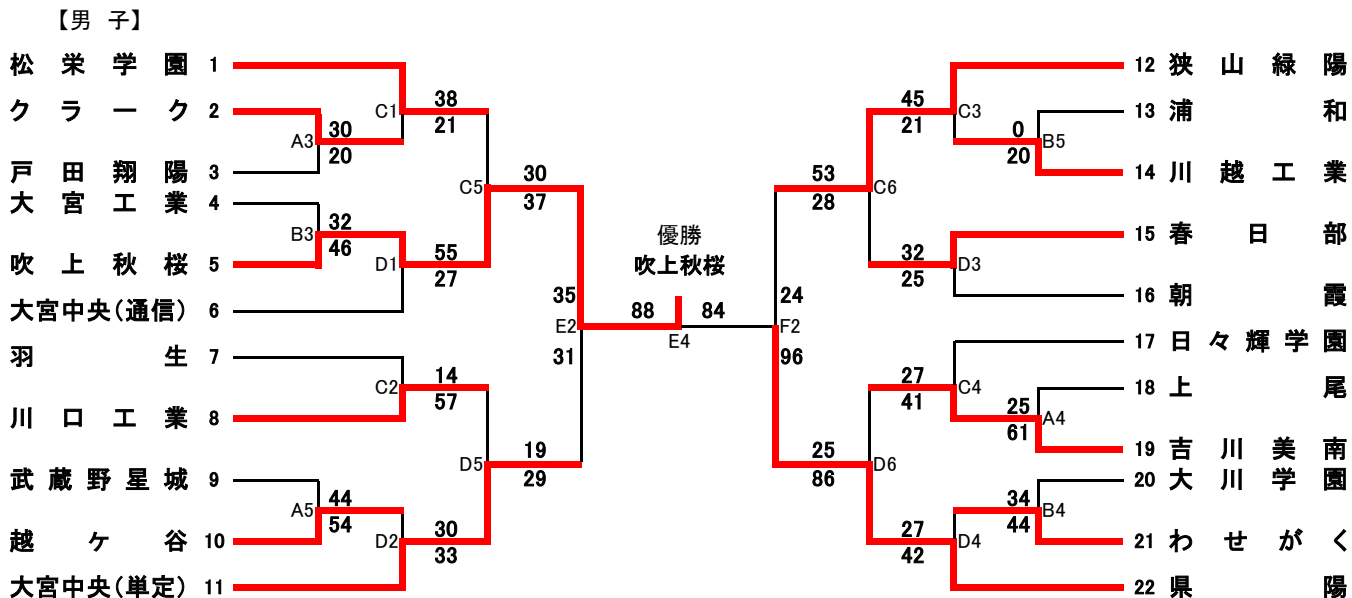 【男 子】
松栄学園 1
クラーク 2
戸田翔陽 3
大宮工業 4
吹上秋桜 5
大宮中央(通信) 6
羽生 7
川口工業 8
武蔵野星城 9
越ケ谷 10
大宮中央(単定) 11
A3 30
20
B3 32
46
A5 44
54
C1 38
21
D1 55
27
C2 14
57
D2 30
33
C5 30
37
D5 19
29
35
E2
31
優勝
吹上秋桜
88 84
E4
24
F2
96
53
28 C6
25
86 D6
45
21 C3
32
25 D3
27
41 C4
27
42 D4
0
20 B5
25
61 A4
34
44 B4
12 狭山緑陽
13 浦和
14 川越工業
15 春日部
16 朝霞
17 日々輝学園
18 上尾
19 吉川美南
20 大川学園
21 わせがく
22 県陽